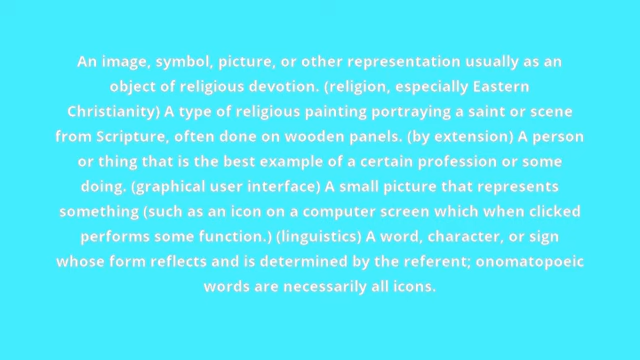 An image, symbol, picture, or other representation usually as an
object of religious devotion. (religion, especially Eastern
Christianity) A type of religious painting portraying a saint or scene
from Scripture, often done on wooden panels. (by extension) A person
or thing that is the best example of a certain profession or some
doing. (graphical user interface) A small picture that represents
something (such as an icon on a computer screen which when clicked
performs some function.) (linguistics) A word, character, or sign
whose form reflects and is determined by the referent; onomatopoeic
words are necessarily all icons.